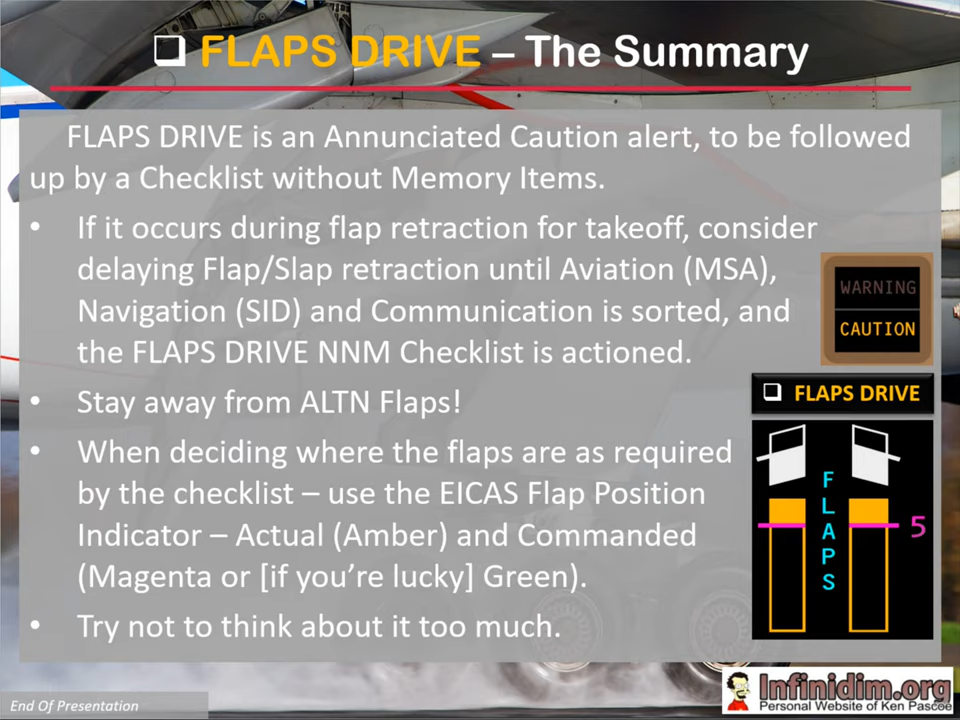 ❑ FLAPS DRIVE – The Summary
FLAPS DRIVE is an Annunciated Caution alert, to be followed
up by a Checklist without Memory Items.
• If it occurs during flap retraction for takeoff, consider
delaying Flap/Slap retraction until Aviation (MSA),
Navigation (SID) and Communication is sorted, and
the FLAPS DRIVE NNM Checklist is actioned.
• Stay away from ALTN Flaps!
• When deciding where the flaps are as required
by the checklist – use the EICAS Flap Position
Indicator – Actual (Amber) and Commanded
(Magenta or [if you’re lucky] Green).
• Try not to think about it too much.
WARNING
CAUTION
❑ FLAPS DRIVE
F
L
A
P
S
5
End Of Presentation
Infinidim.org
Personal Website of Ken Pascoe